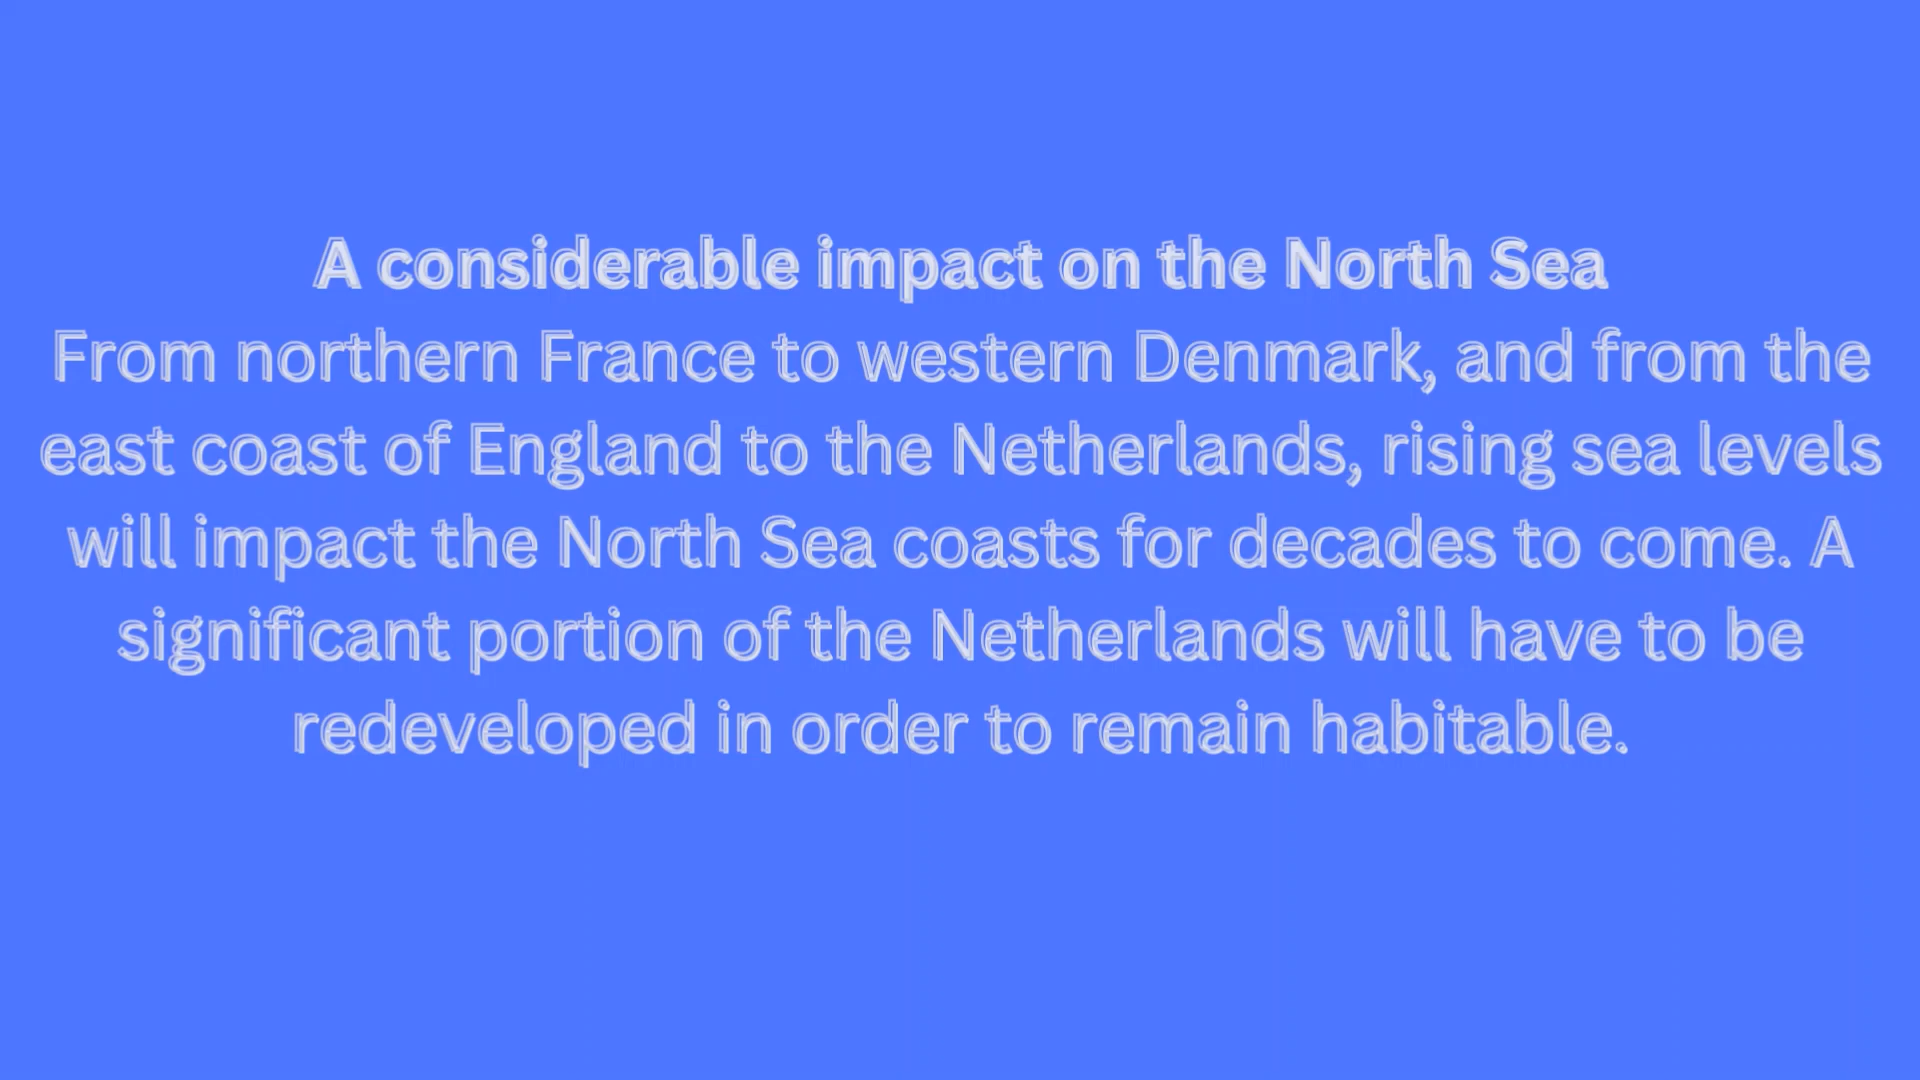 A considerable impact on the North Sea
From northern France to western Denmark, and from the
east coast of England to the Netherlands, rising sea levels
will impact the North Sea coasts for decades to come. A
significant portion of the Netherlands will have to be
redeveloped in order to remain habitable.